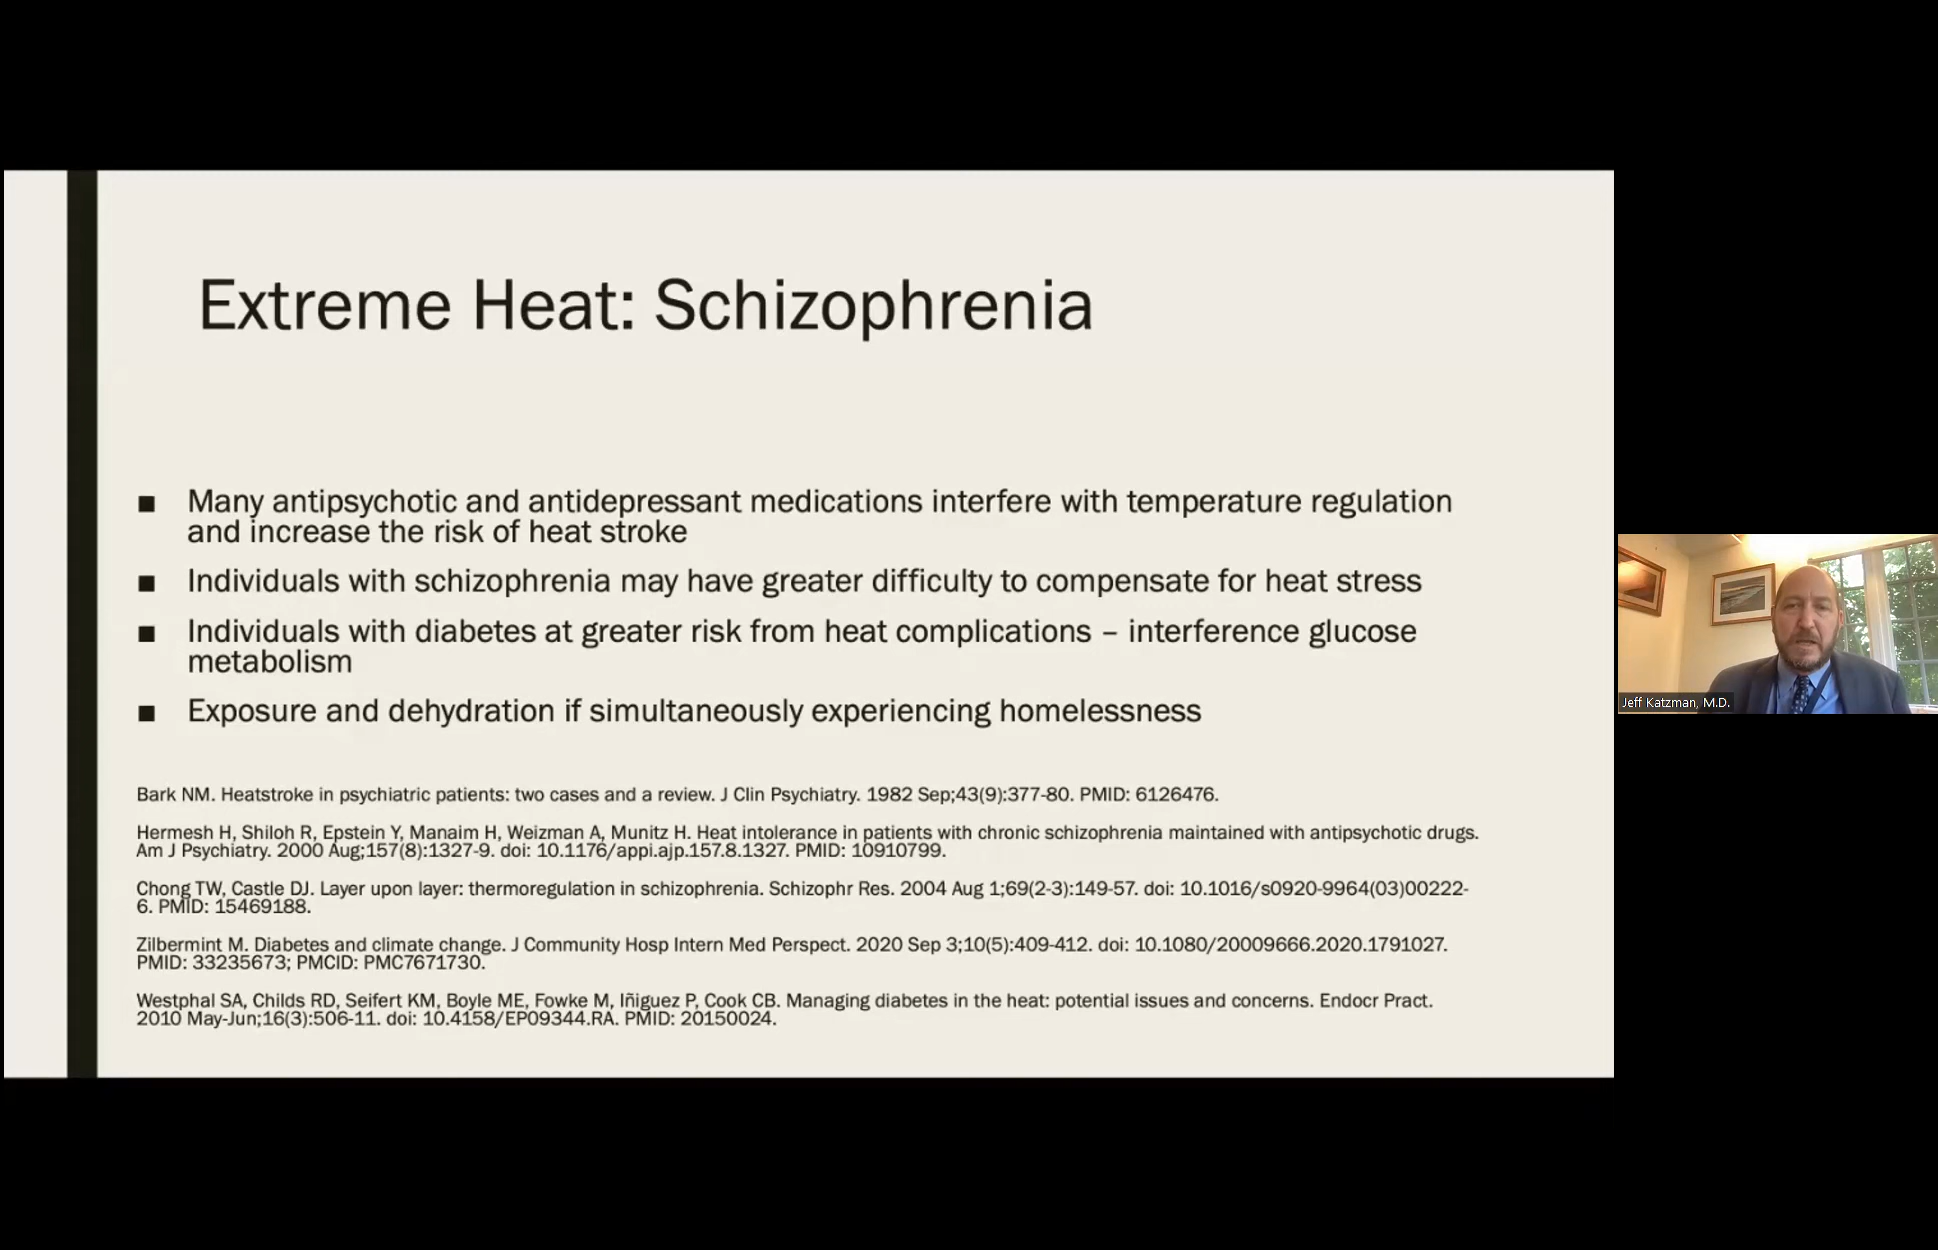 Extreme Heat: Schizophrenia
■ Many antipsychotic and antidepressant medications interfere with temperature regulation
and increase the risk of heat stroke
■ Individuals with schizophrenia may have greater difficulty to compensate for heat stress
■ Individuals with diabetes at greater risk from heat complications – interference glucose
metabolism
■ Exposure and dehydration if simultaneously experiencing homelessness
Bark NM. Heatstroke in psychiatric patients: two cases and a review. J Clin Psychiatry. 1982 Sep;43(9):377-80. PMID: 6126476.
Hermesh H, Shiloh R, Epstein Y, Manaim H, Weizman A, Munitz H. Heat intolerance in patients with chronic schizophrenia maintained with antipsychotic drugs.
Am J Psychiatry. 2000 Aug;157(8):1327-9. doi: 10.1176/appi.ajp.157.8.1327. PMID: 10910799.
Chong TW, Castle DJ. Layer upon layer: thermoregulation in schizophrenia. Schizophr Res. 2004 Aug 1;69(2-3):149-57. doi: 10.1016/s0920-9964(03)00222-
6. PMID: 15469188.
Zilbermint M. Diabetes and climate change. J Community Hosp Intern Med Perspect. 2020 Sep 3;10(5):409-412. doi: 10.1080/20009666.2020.1791027.
PMID: 33235673; PMCID: PMC7671730.
Westphal SA, Childs RD, Seifert KM, Boyle ME, Fowke M, Iñiguez P, Cook CB. Managing diabetes in the heat: potential issues and concerns. Endocr Pract.
2010 May-Jun;16(3):506-11. doi: 10.4158/EP09344.RA. PMID: 20150024.
Jeff Katzman, M.D.